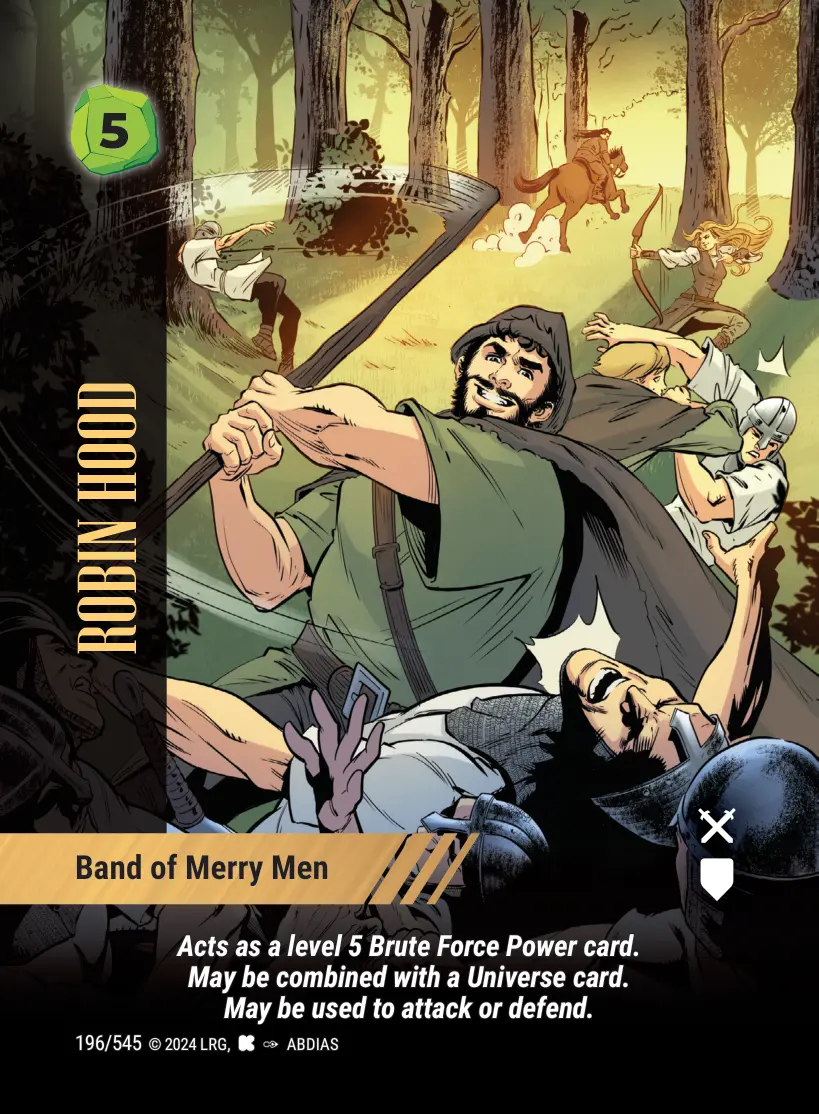 5
ROBIN HOOD
Band of Merry Men
Acts as a level 5 Brute Force Power card.
May be combined with a Universe card.
May be used to attack or defend.
196/545 © 2024 LRG, K ABDIAS